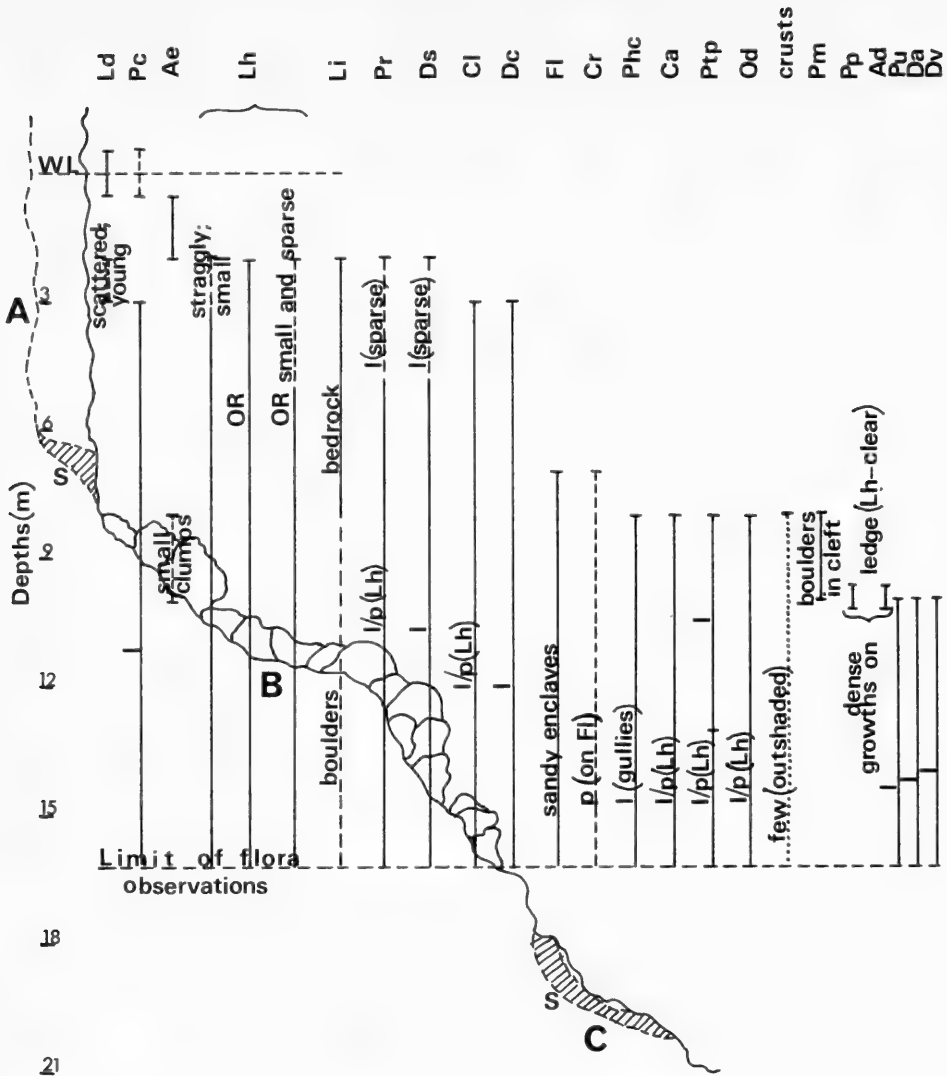 Ld Pc Ae Lh Li Pr Ds Cl Dc Fl Cr Phc Ca Ptp Od crusts Pm Pp Ad Pu Da Dv
WL
scattered;
young
straggly;
small
OR
OR small and sparse
bedrock
l(sparse)
l(sparse)
A
3
6
S
Depths(m)
9
small
clumps
l/p(Lh)
l/p(Lh)
boulders
in cleft
ledge (Lh-clear)
dense
growths on
B
12
boulders
sandy enclaves
p(on Fl)
l(gullies)
l/p(Lh)
l/p(Lh)
l/p(Lh)
few(outshaded)
15
Limit of flora
observations
18
S
C
21